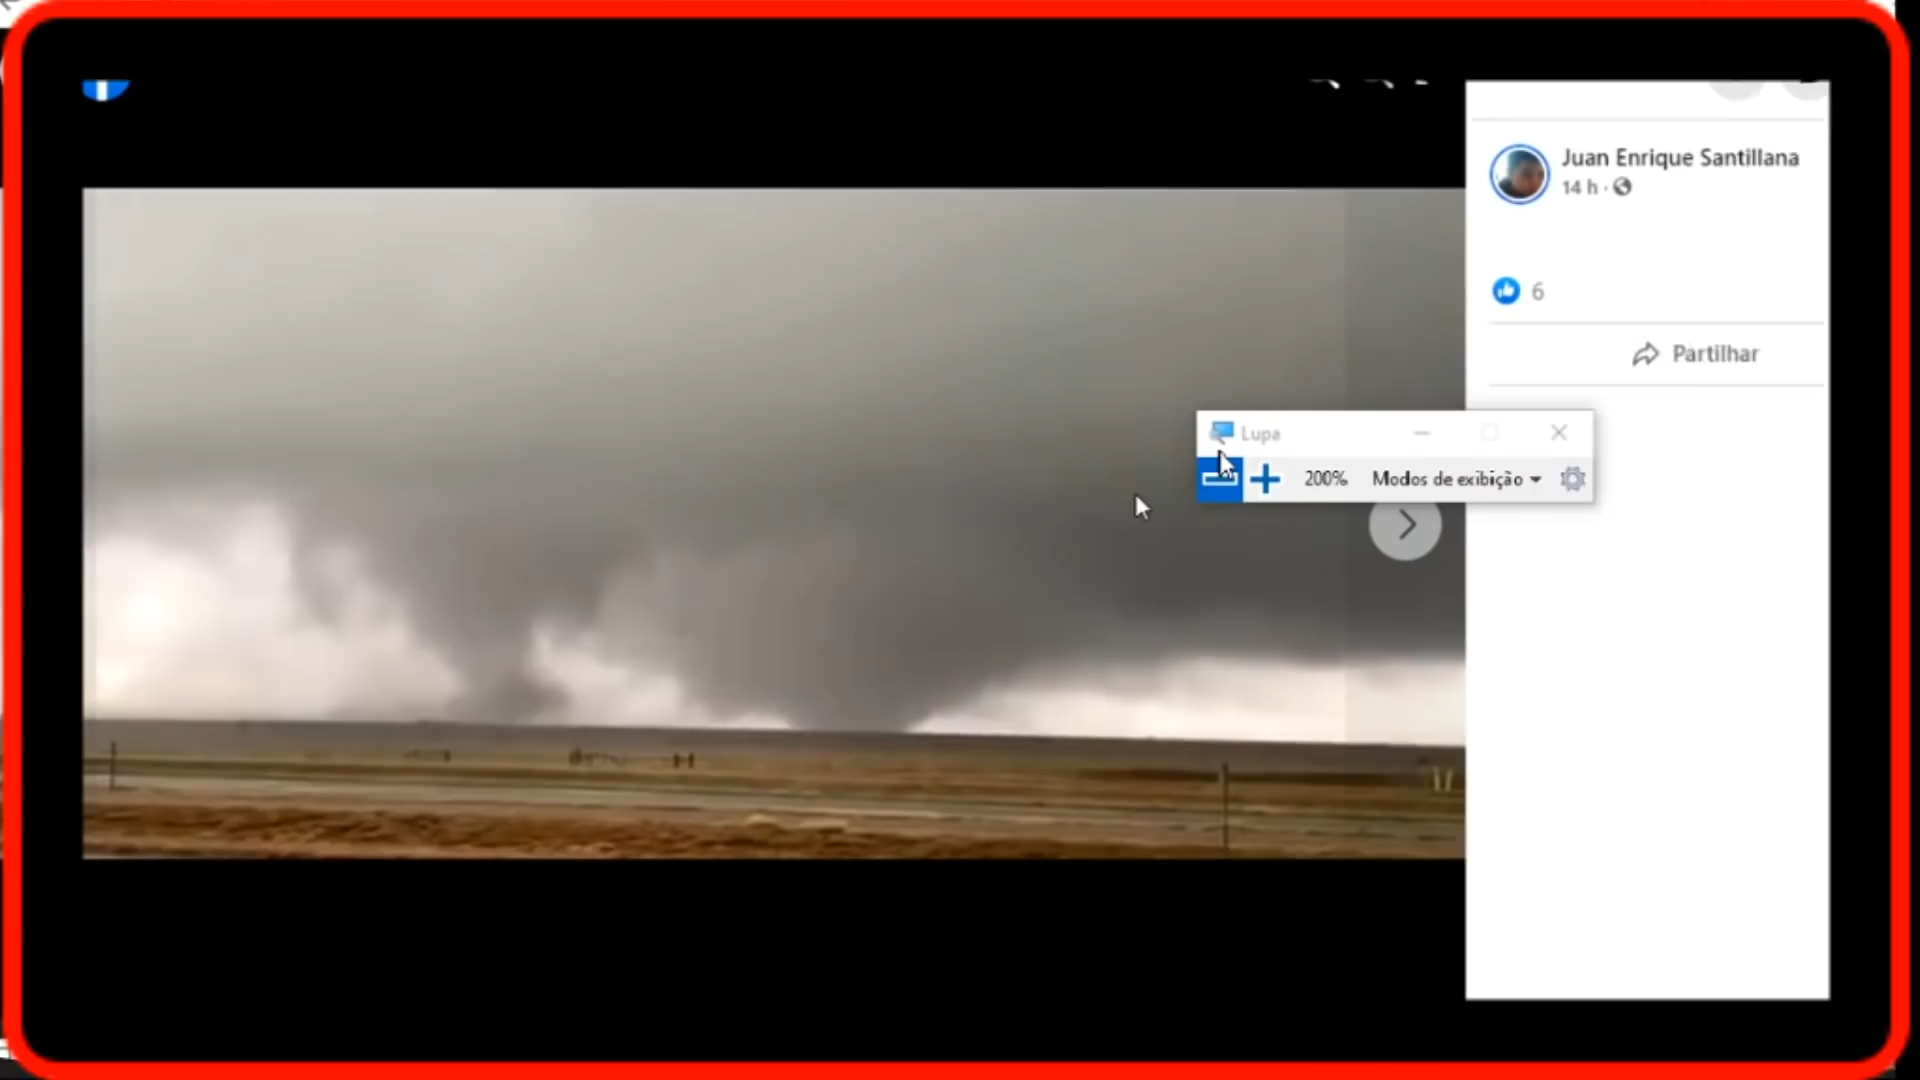 Juan Enrique Santillana
14 h ·
6
Partilhar
Lupa
200% Modos de exibição